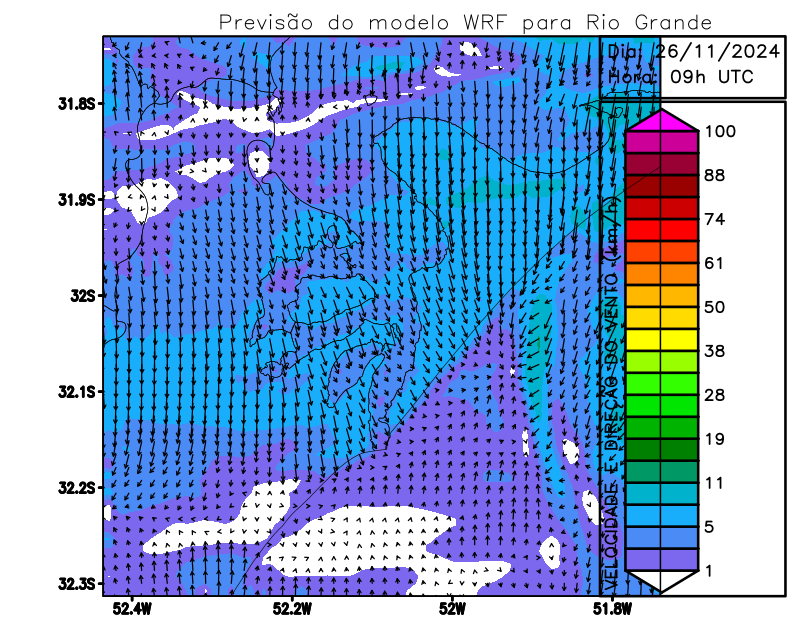 Previsão do modelo WRF para Rio Grande
Dia: 26/11/2024
Hora: 09h UTC
31.8S
31.9S
32S
32.1S
32.2S
32.3S
52.4W
52.2W
52W
51.8W
VELOCIDADE E DIREÇÃO DO VENTO (km/h)
100
88
74
61
50
38
28
19
11
5
1